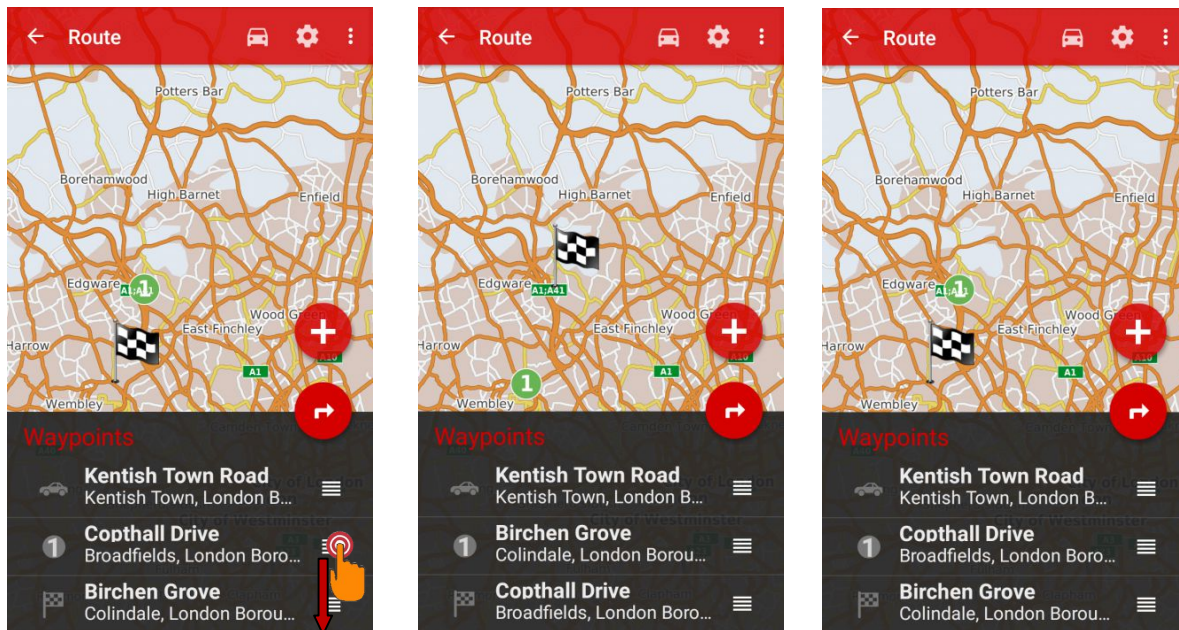 Route
Potters Bar
Borehamwood
High Barnet
Enfield
Edgware
1
Wood Green
East Finchley
Harrow
A10
A1
Wembley
Waypoints
Kentish Town Road
Kentish Town, London B...
1
Copthall Drive
Broadfields, London Boro...
Birchen Grove
Colindale, London Borou...
Route
Potters Bar
Borehamwood
High Barnet
Enfield
Edgware
A1;A41
Wood Green
East Finchley
Harrow
A10
A1
1
Wembley
Waypoints
Kentish Town Road
Kentish Town, London B...
1
Birchen Grove
Colindale, London Borou...
Copthall Drive
Broadfields, London Boro...
Route
Potters Bar
Borehamwood
High Barnet
Enfield
Edgware
1
Wood Green
East Finchley
Harrow
A10
A1
Wembley
Waypoints
Kentish Town Road
Kentish Town, London B...
1
Copthall Drive
Broadfields, London Boro...
Birchen Grove
Colindale, London Borou...